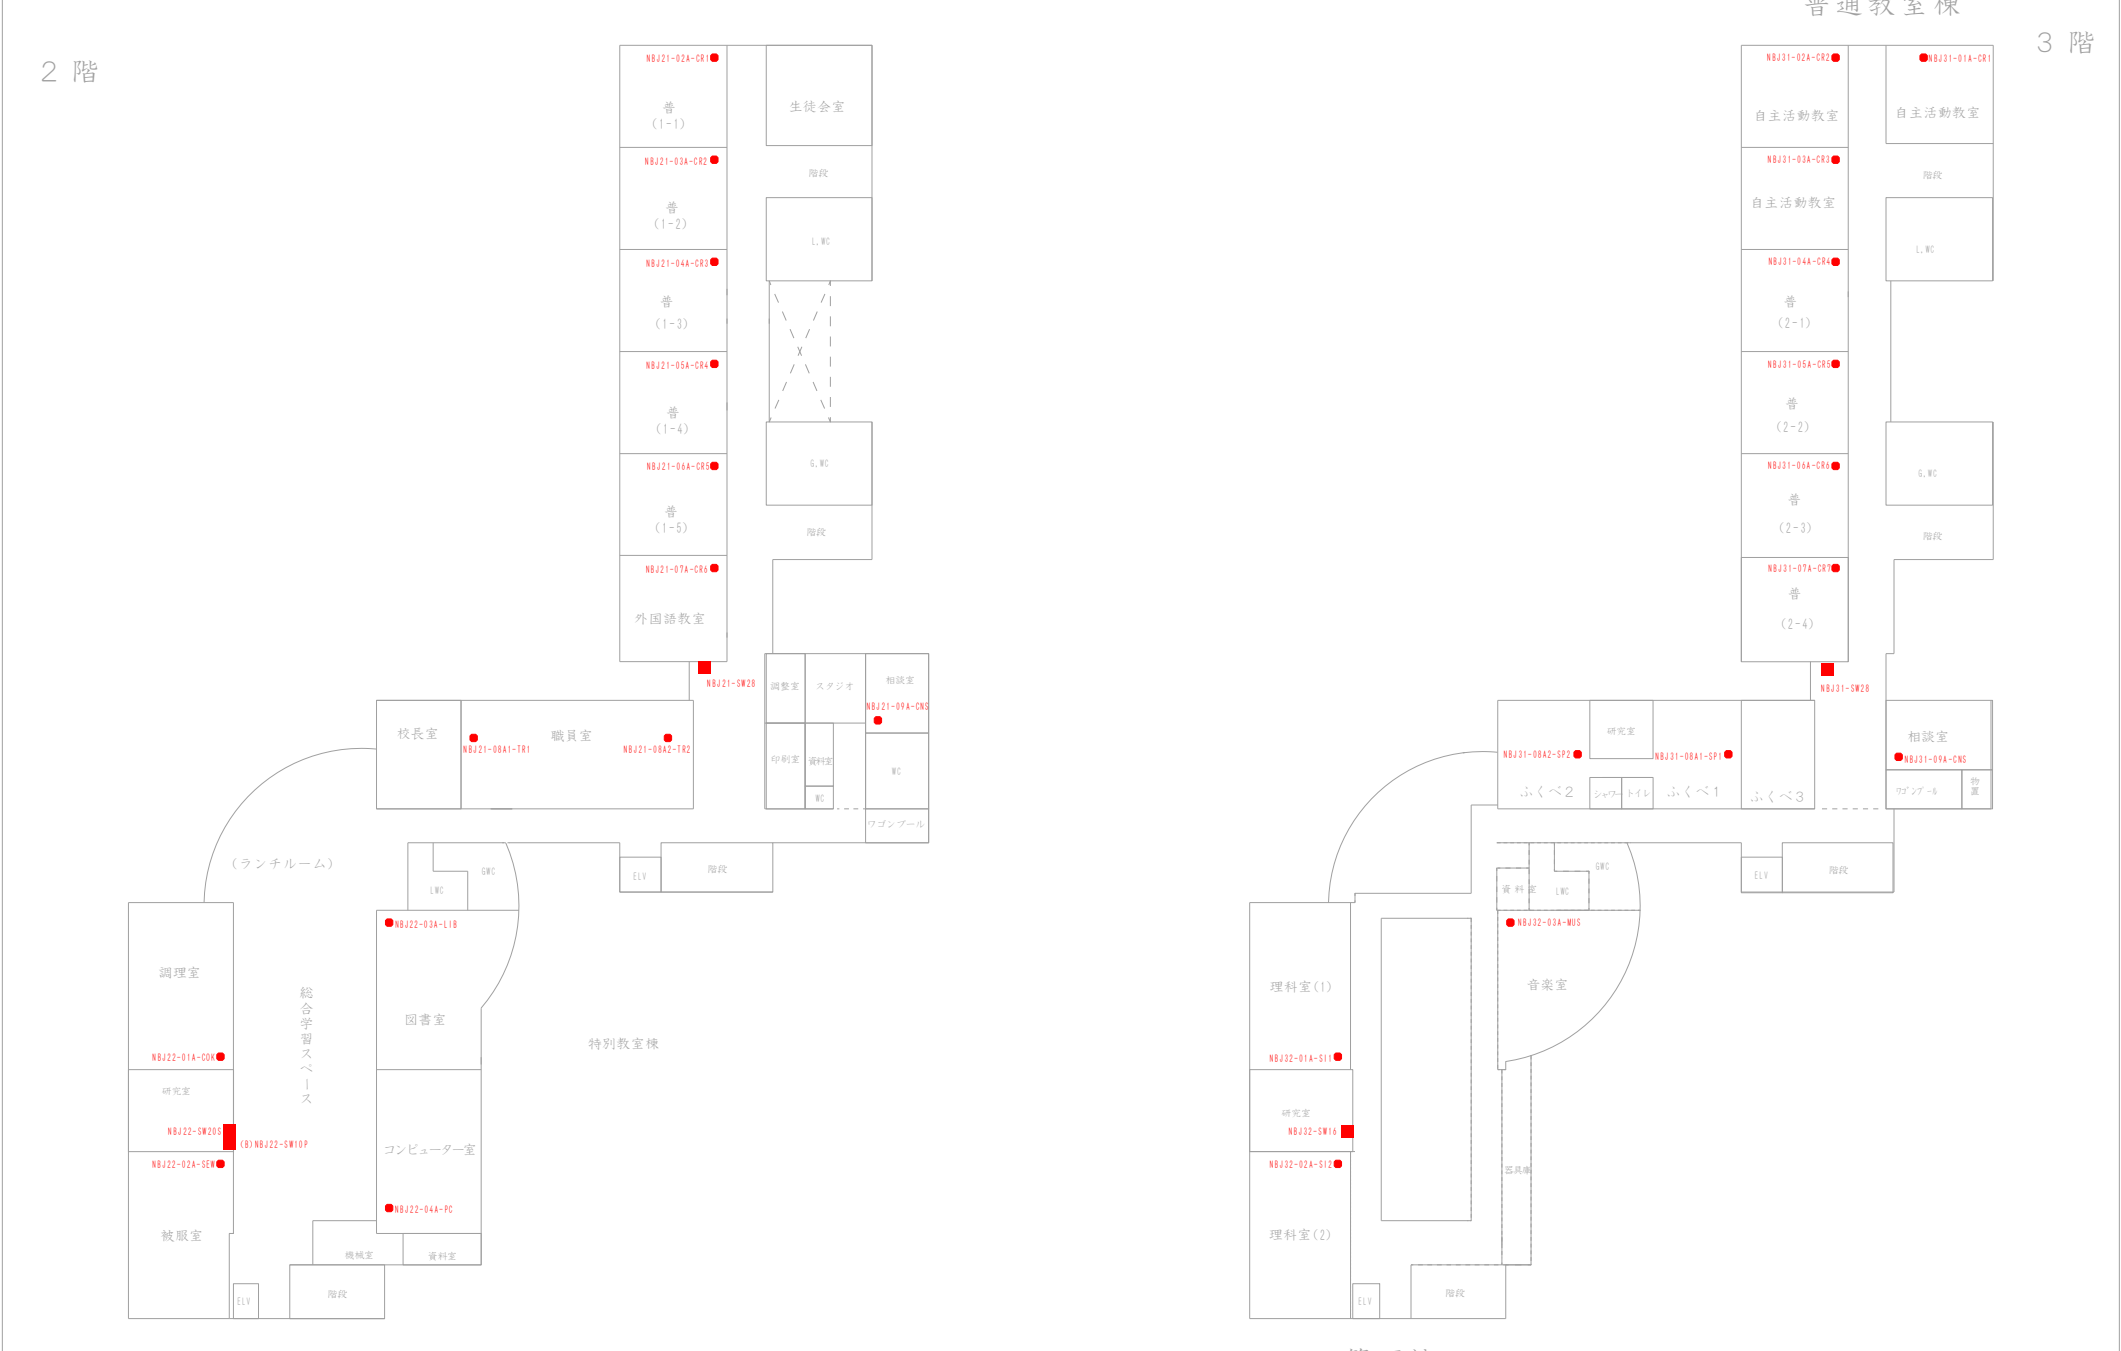 普通教室棟
2 階
3 階
NBJ21-02A-CR1
普
(1-1)
生徒会室
NBJ21-03A-CR2
階段
普
(1-2)
L.WC
NBJ21-04A-CR3
普
(1-3)
NBJ21-05A-CR4
普
(1-4)
G.WC
NBJ21-06A-CR5
普
(1-5)
階段
NBJ21-07A-CR6
外国語教室
NBJ21-SW28
調整室
スタジオ
相談室
NBJ21-09A-CNS
校長室
職員室
NBJ21-08A1-TR1
NBJ21-08A2-TR2
印刷室
資料室
WC
WC
ワゴンプール
(ランチルーム)
LWC
GWC
ELV
階段
NBJ22-03A-LIB
調理室
総合学習スペース
図書室
特別教室棟
NBJ22-01A-COK
研究室
NBJ22-SW20S
(B)NBJ22-SW10P
コンピューター室
NBJ22-02A-SEW
NBJ22-04A-PC
被服室
機械室
資料室
ELV
階段
NBJ31-02A-CR2
NBJ31-01A-CR1
自主活動教室
自主活動教室
NBJ31-03A-CR3
階段
自主活動教室
L.WC
NBJ31-04A-CR4
普
(2-1)
NBJ31-05A-CR5
普
(2-2)
NBJ31-06A-CR6
G.WC
普
(2-3)
階段
NBJ31-07A-CR7
普
(2-4)
NBJ31-SW28
研究室
相談室
NBJ31-08A2-SP2
NBJ31-08A1-SP1
NBJ31-09A-CNS
ふくべ2
シャワー
トイレ
ふくべ1
ふくべ3
ワゴンプール
物置
資料室
LWC
GWC
ELV
階段
NBJ32-03A-MUS
理科室(1)
音楽室
NBJ32-01A-SI1
研究室
NBJ32-SW16
NBJ32-02A-SI2
器具庫
理科室(2)
ELV
階段